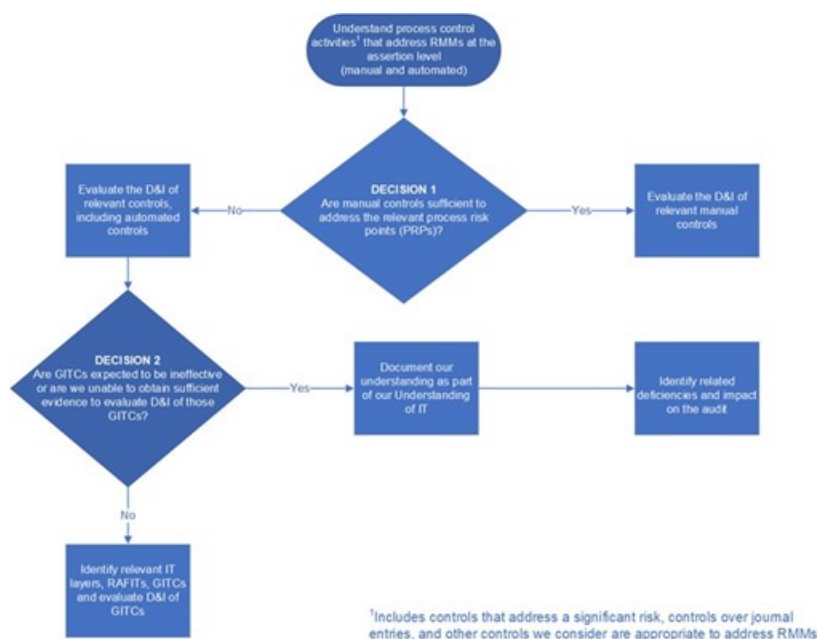 Understand process control
activities¹ that address RMMs at the
assertion level
(manual and automated)
DECISION 1
Are manual controls sufficient to
address the relevant process risk
points (PRPs)?
No
Yes
Evaluate the D&I of
relevant controls,
including automated
controls
Evaluate the D&I of
relevant manual
controls
DECISION 2
Are GITCs expected to be ineffective
or are we unable to obtain sufficient
evidence to evaluate D&I of those
GITCs?
Yes
Document our
understanding as part
of our Understanding
of IT
Identify related
deficiencies and impact
on the audit
No
Identify relevant IT
layers, RAFITs, GITCs
and evaluate D&I of
GITCs
¹Includes controls that address a significant risk, controls over journal
entries, and other controls we consider are appropriate to address RMMs